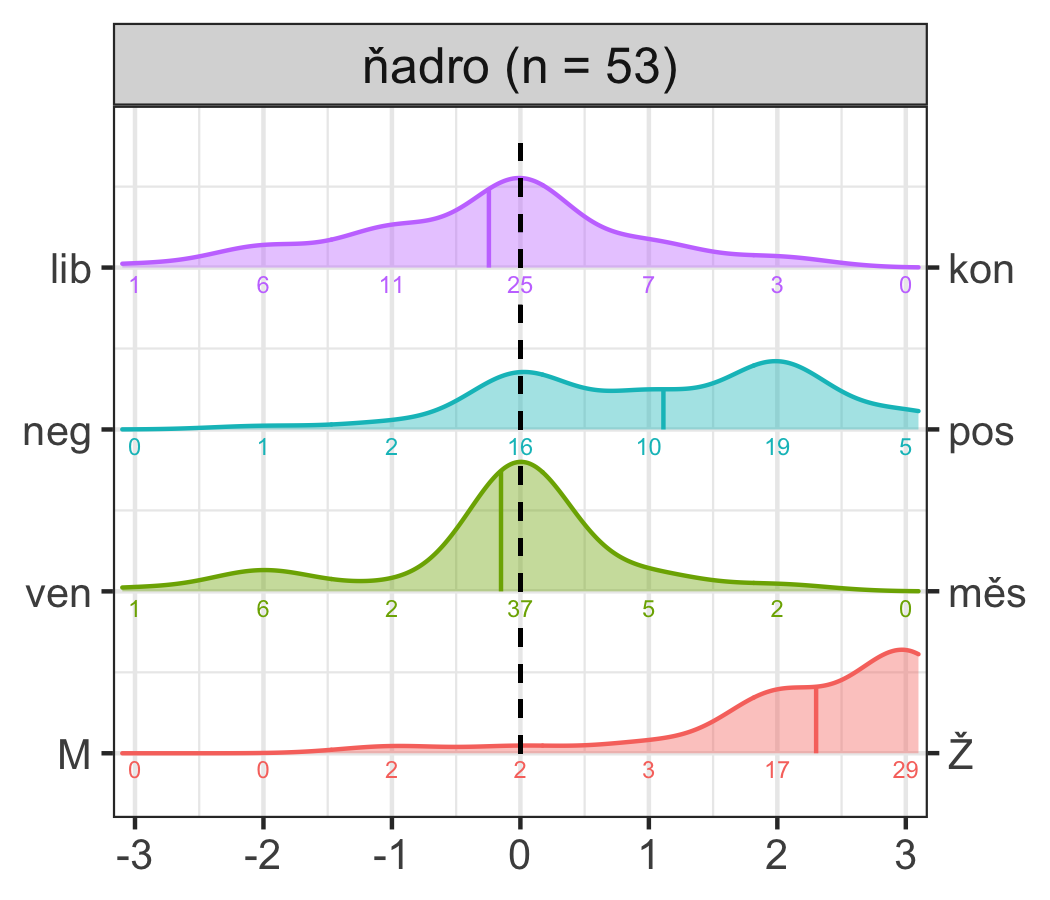 ňadro (n = 53)
lib kon
1 6 11 25 7 3 0
neg pos
0 1 2 16 10 19 5
ven měs
1 6 2 37 5 2 0
M Ž
0 0 2 2 3 17 29
-3 -2 -1 0 1 2 3